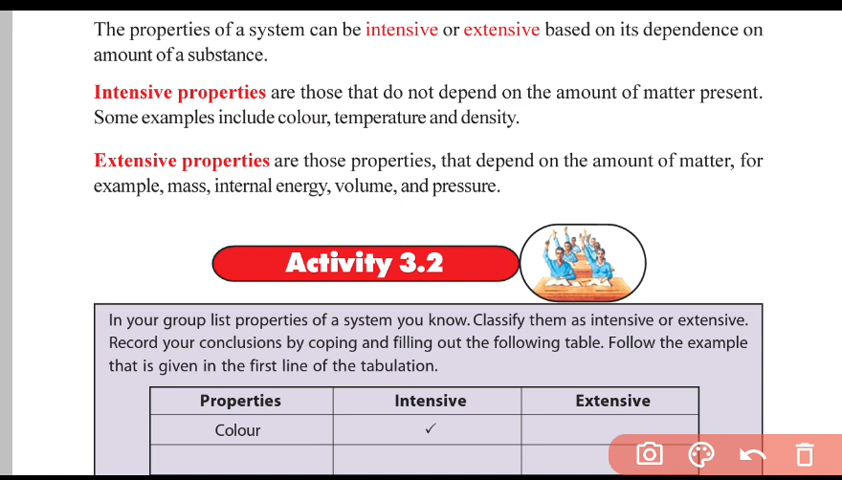 The properties of a system can be intensive or extensive based on its dependence on
amount of a substance.
Intensive properties are those that do not depend on the amount of matter present.
Some examples include colour, temperature and density.
Extensive properties are those properties, that depend on the amount of matter, for
example, mass, internal energy, volume, and pressure.
Activity 3.2
In your group list properties of a system you know. Classify them as intensive or extensive.
Record your conclusions by coping and filling out the following table. Follow the example
that is given in the first line of the tabulation.
Properties Intensive Extensive
Colour ✓